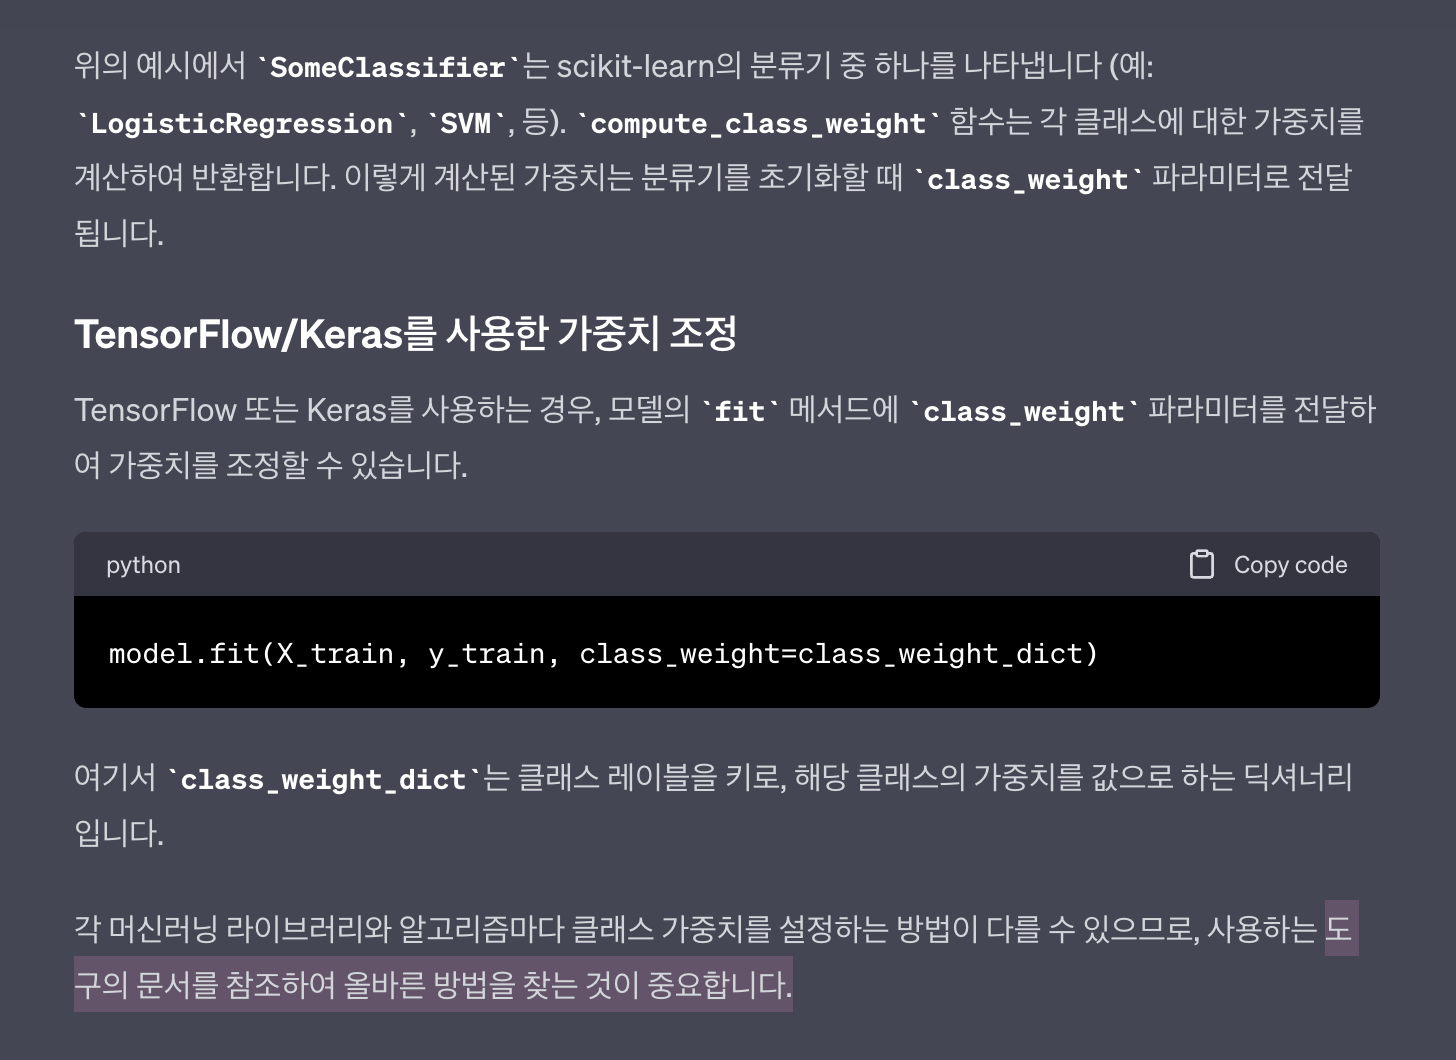 위의 예시에서 `SomeClassifier`는 scikit-learn의 분류기 중 하나를 나타냅니다 (예:
`LogisticRegression`, `SVM`, 등). `compute_class_weight` 함수는 각 클래스에 대한 가중치를
계산하여 반환합니다. 이렇게 계산된 가중치는 분류기를 초기화할 때 `class_weight` 파라미터로 전달
됩니다.
TensorFlow/Keras를 사용한 가중치 조정
TensorFlow 또는 Keras를 사용하는 경우, 모델의 `fit` 메서드에 `class_weight` 파라미터를 전달하
여 가중치를 조정할 수 있습니다.
python Copy code
model.fit(X_train, y_train, class_weight=class_weight_dict)
여기서 `class_weight_dict`는 클래스 레이블을 키로, 해당 클래스의 가중치를 값으로 하는 딕셔너리
입니다.
각 머신러닝 라이브러리와 알고리즘마다 클래스 가중치를 설정하는 방법이 다를 수 있으므로, 사용하는 도
구의 문서를 참조하여 올바른 방법을 찾는 것이 중요합니다.